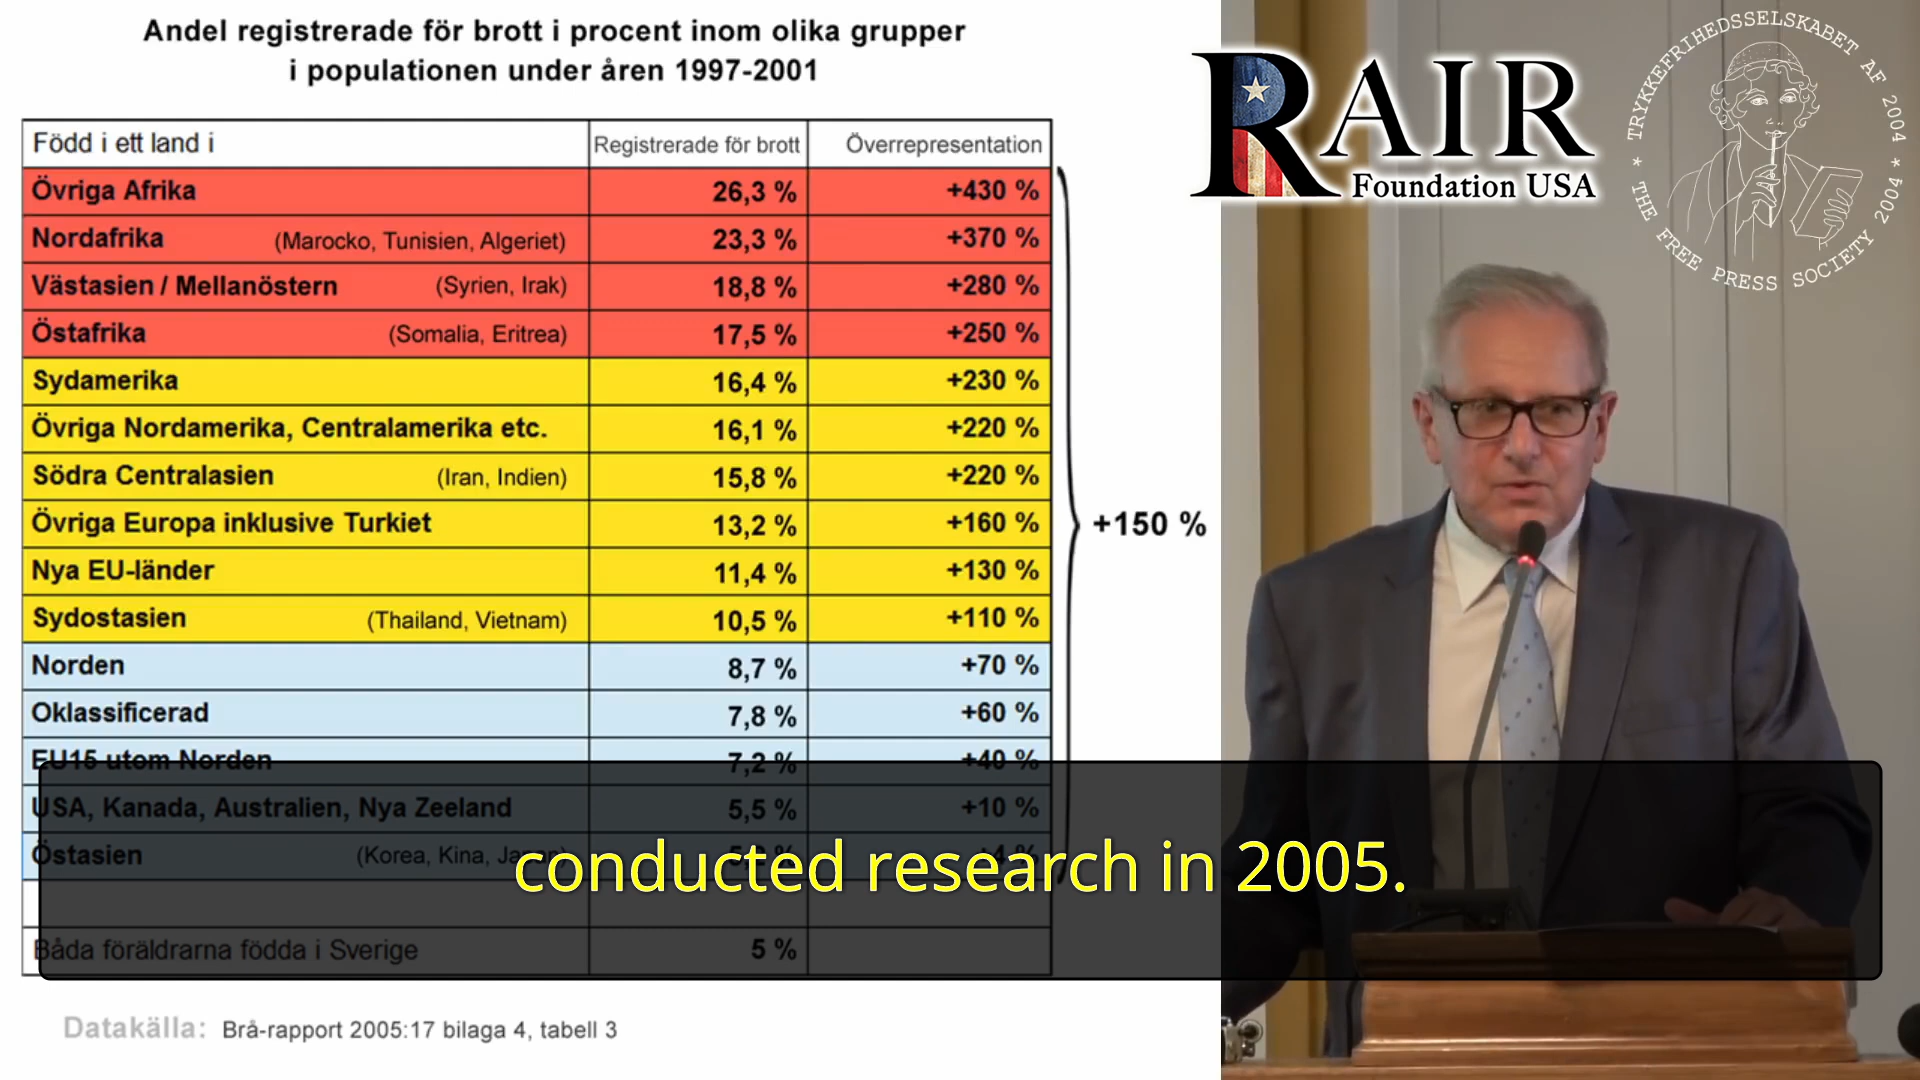 Andel registrerade för brott i procent inom olika grupper
i populationen under åren 1997-2001
Född i ett land i Registrerade för brott Överrepresentation
Övriga Afrika 26,3 % +430 %
Nordafrika (Marocko, Tunisien, Algeriet) 23,3 % +370 %
Västasien / Mellanöstern (Syrien, Irak) 18,8 % +280 %
Östafrika (Somalia, Eritrea) 17,5 % +250 %
Sydamerika 16,4 % +230 %
Övriga Nordamerika, Centralamerika etc. 16,1 % +220 %
Södra Centralasien (Iran, Indien) 15,8 % +220 %
Övriga Europa inklusive Turkiet 13,2 % +160 %
+150 %
Nya EU-länder 11,4 % +130 %
Sydostasien (Thailand, Vietnam) 10,5 % +110 %
Norden 8,7 % +70 %
Oklassificerad 7,8 % +60 %
EU15 utom Norden 7,2 % +40 %
USA, Kanada, Australien, Nya Zeeland 5,5 % +10 %
Östasien (Korea, Kina,
Båda föräldrarna födda i Sverige 5 %
Datakälla: Brå-rapport 2005:17 bilaga 4, tabell 3
conducted research in 2005.
RAIR
Foundation USA
TRYKKEFRIHEDSSELSKABET AF 2004
* THE FREE PRESS SOCIETY 2004 *